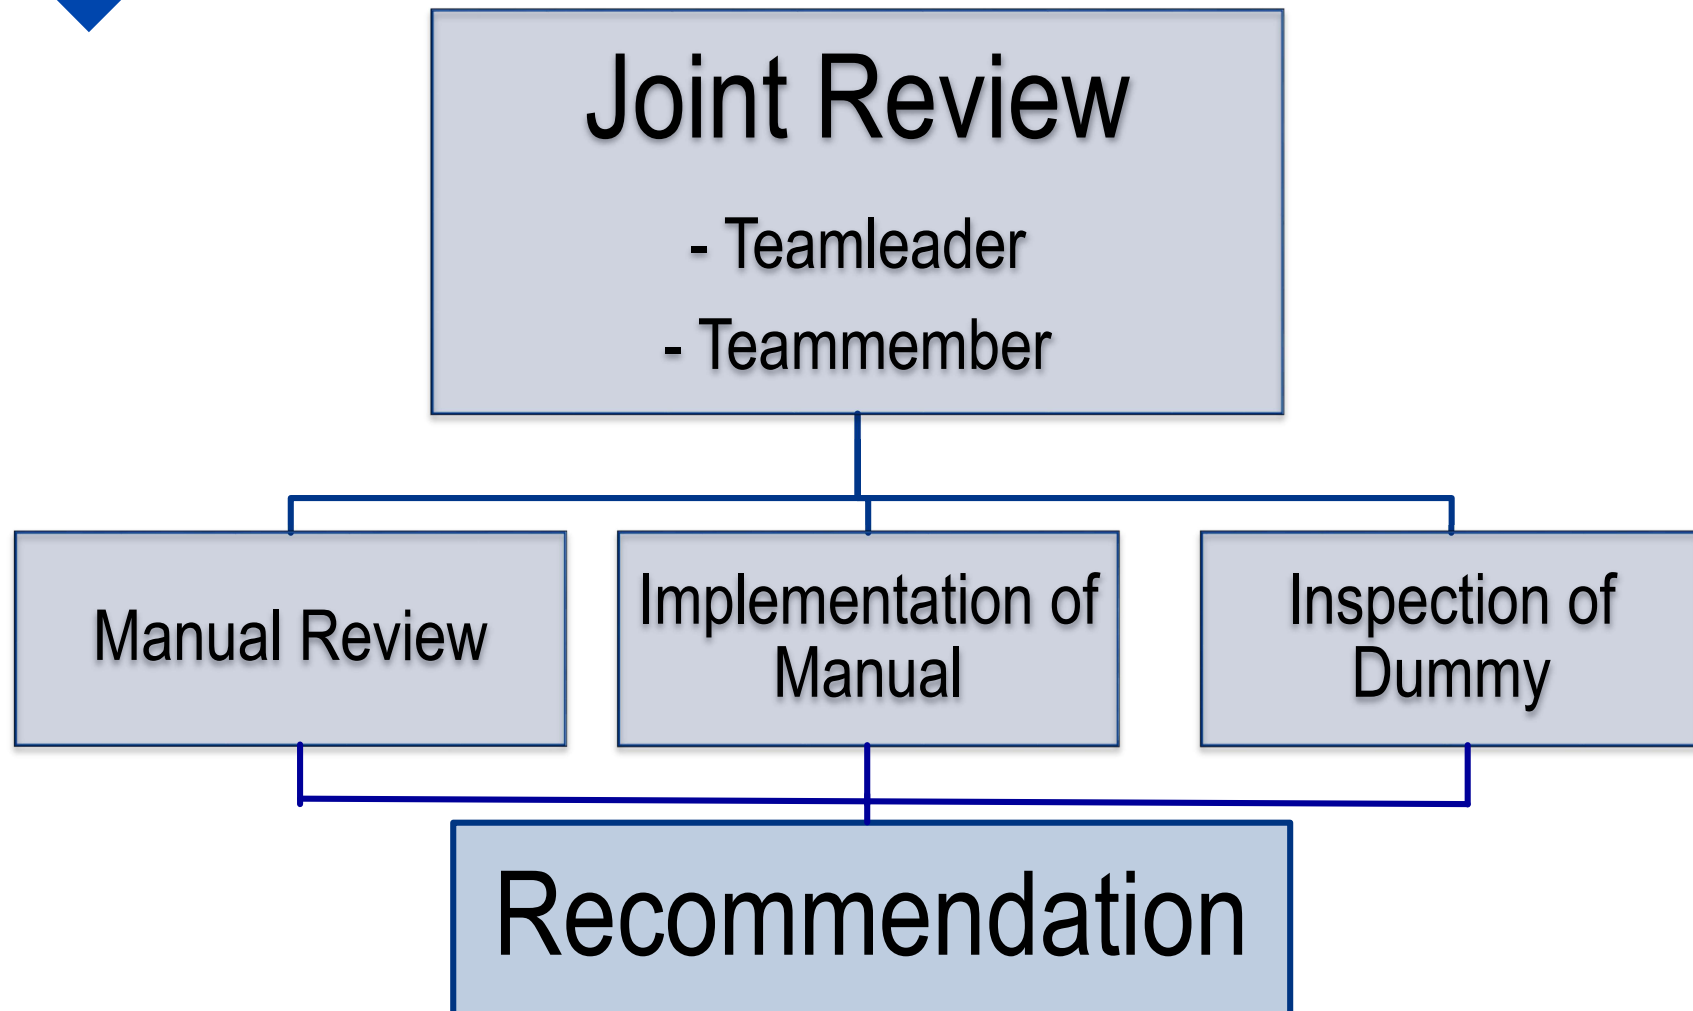 Joint Review
- Teamleader
- Teammember
Manual Review
Implementation of
Manual
Inspection of
Dummy
Recommendation